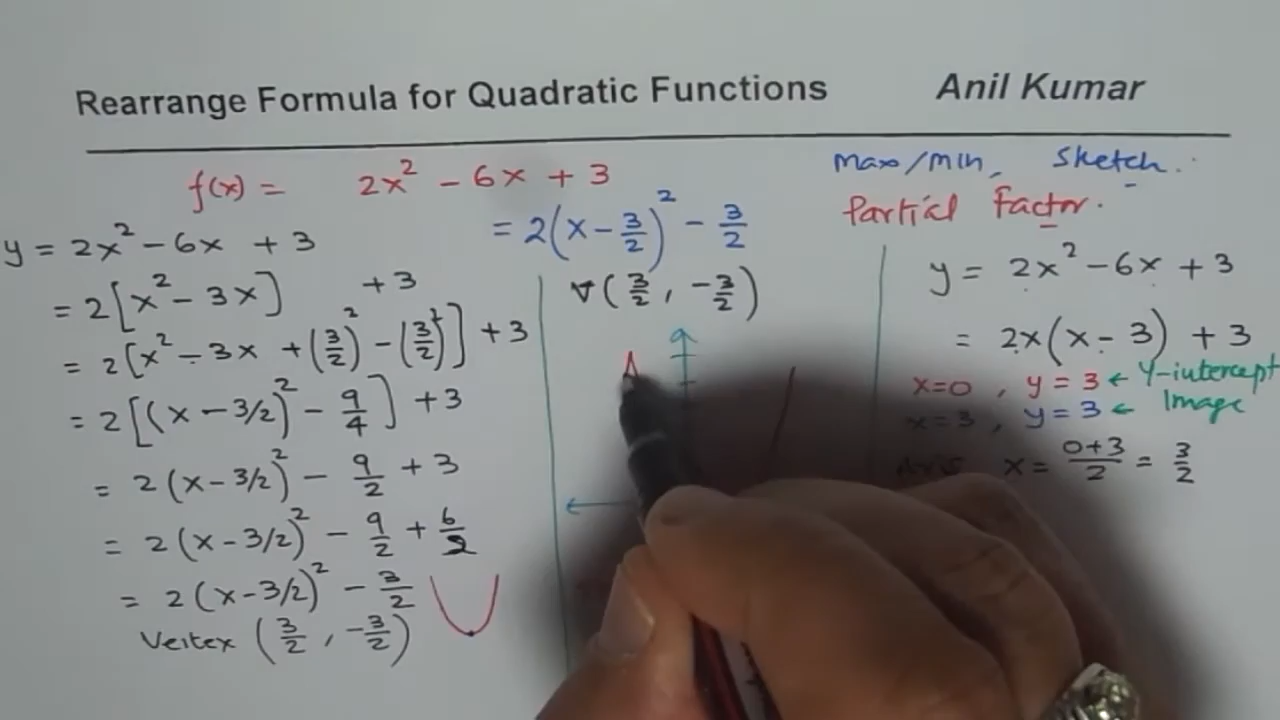 Rearrange Formula for Quadratic Functions Anil Kumar
f(x) = 2x² - 6x + 3
= 2(x - 3/2)² - 3/2
max/min, Sketch.
Partial Factor.
y = 2x² - 6x + 3
= 2[x² - 3x] + 3
= 2[x² - 3x + (3/2)² - (3/2)²] + 3
= 2[(x - 3/2)² - 9/4] + 3
= 2(x - 3/2)² - 9/2 + 3
= 2(x - 3/2)² - 9/2 + 6/2
= 2(x - 3/2)² - 3/2
Vertex (3/2, -3/2)
V(3/2, -3/2)
y = 2x² - 6x + 3
= 2x(x - 3) + 3
x=0, y = 3 ← Y-intercept
x=3, y = 3 ← Image
Axis x = (0+3)/2 = 3/2